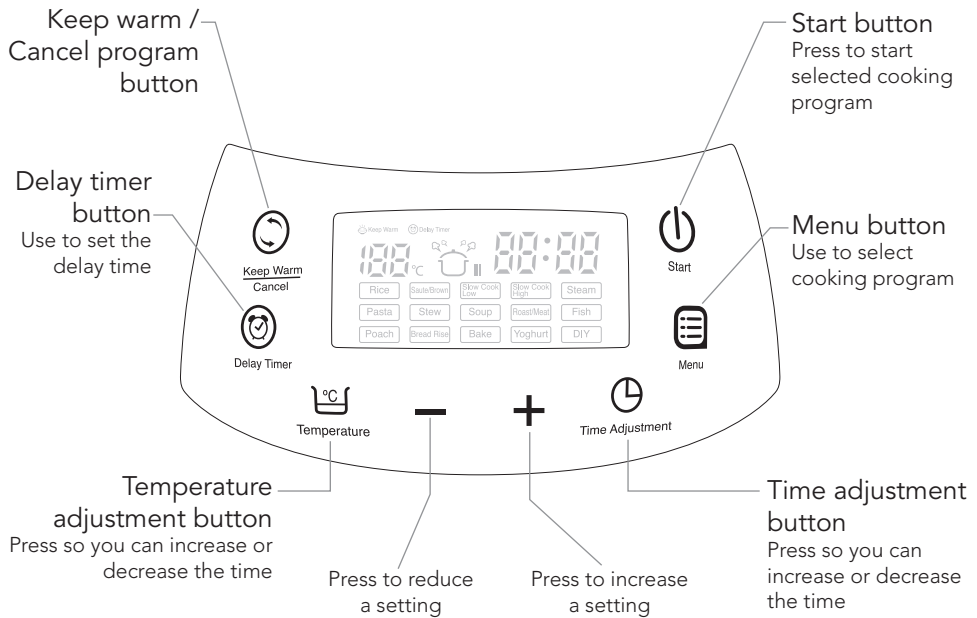 Keep warm /
Cancel program
button
Start button
Press to start
selected cooking
program
Delay timer
button
Use to set the
delay time
Menu button
Use to select
cooking program
Keep Warm
Delay Timer
188
°C
88:88
Rice
Saute/Brown
Slow Cook
Low
Slow Cook
High
Steam
Pasta
Stew
Soup
Roast/Meat
Fish
Poach
Bread Rise
Bake
Yoghurt
DIY
Keep Warm
Cancel
Delay Timer
Start
Menu
°C
Temperature
−
+
Time Adjustment
Temperature
adjustment button
Press so you can increase or
decrease the time
Press to reduce
a setting
Press to increase
a setting
Time adjustment
button
Press so you can
increase or decrease
the time